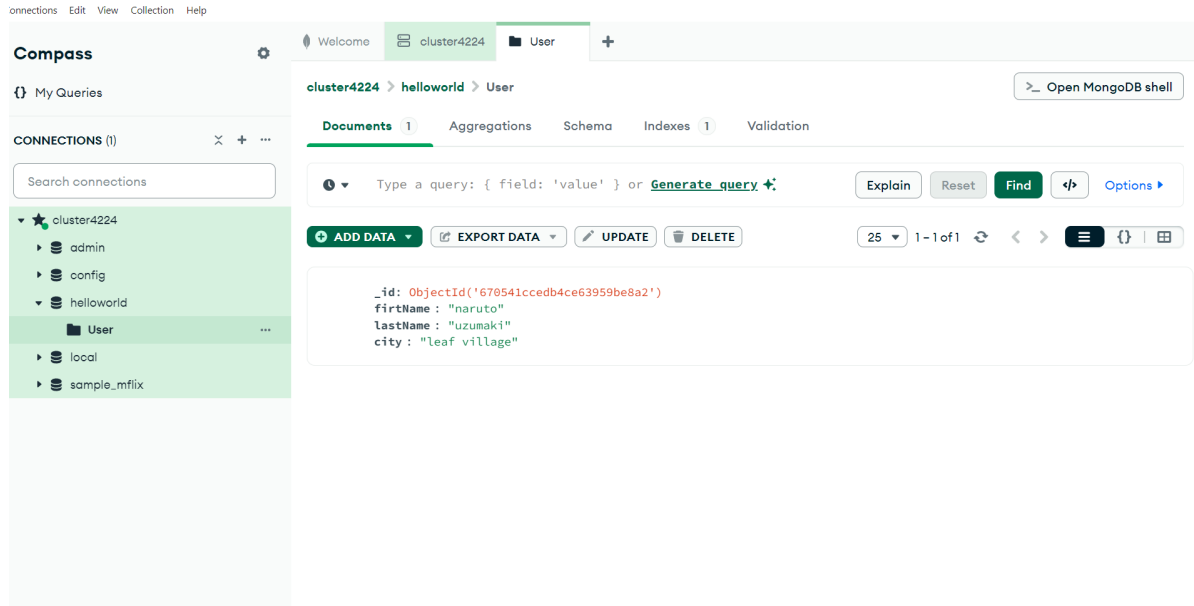 onnections Edit View Collection Help
Compass
My Queries
CONNECTIONS (1)
Search connections
cluster4224
admin
config
helloworld
User
local
sample_mflix
Welcome cluster4224 User
cluster4224 > helloworld > User
>_ Open MongoDB shell
Documents 1 Aggregations Schema Indexes 1 Validation
Type a query: { field: 'value' } or Generate query
Explain Reset Find </> Options
ADD DATA EXPORT DATA UPDATE DELETE 25 1 – 1 of 1 {}
_id: ObjectId('670541ccedb4ce63959be8a2')
firtName : "naruto"
lastName : "uzumaki"
city : "leaf village"